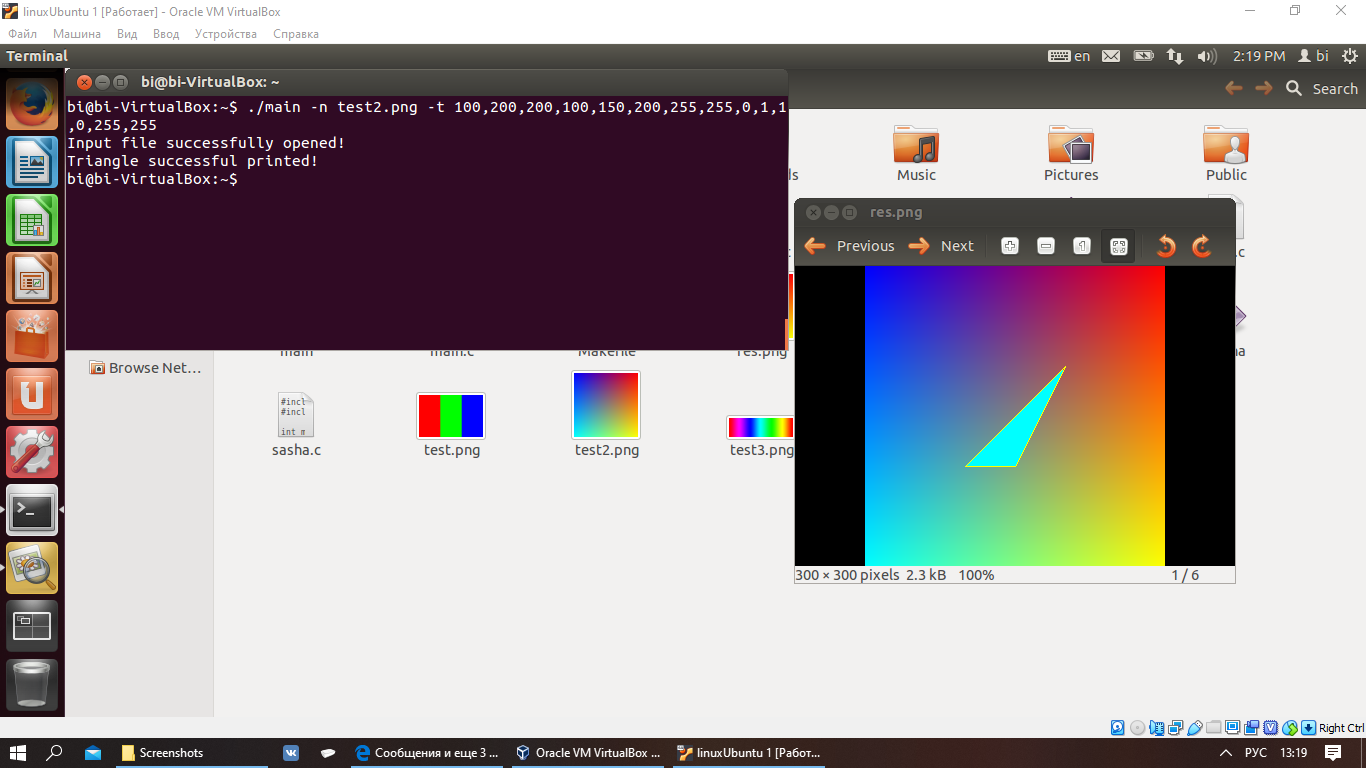 linuxUbuntu 1 [Работает] - Oracle VM VirtualBox
Файл Машина Вид Ввод Устройства Справка
Terminal
en
2:19 PM
bi
bi@bi-VirtualBox: ~
bi@bi-VirtualBox:~$ ./main -n test2.png -t 100,200,200,100,150,200,255,255,0,1,1
,0,255,255
Input file successfully opened!
Triangle successful printed!
bi@bi-VirtualBox:~$
Search
ds
Music
Pictures
Public
res.png
Previous
Next
.c
main
main.c
Makefile
res.png
Browse Net...
#incl
#incl
int m
sasha.c
test.png
test2.png
test3.png
300 × 300 pixels 2.3 kB 100%
1 / 6
Right Ctrl
Screenshots
Сообщения и еще 3 ...
Oracle VM VirtualBox ...
linuxUbuntu 1 [Работ...
РУС
13:19